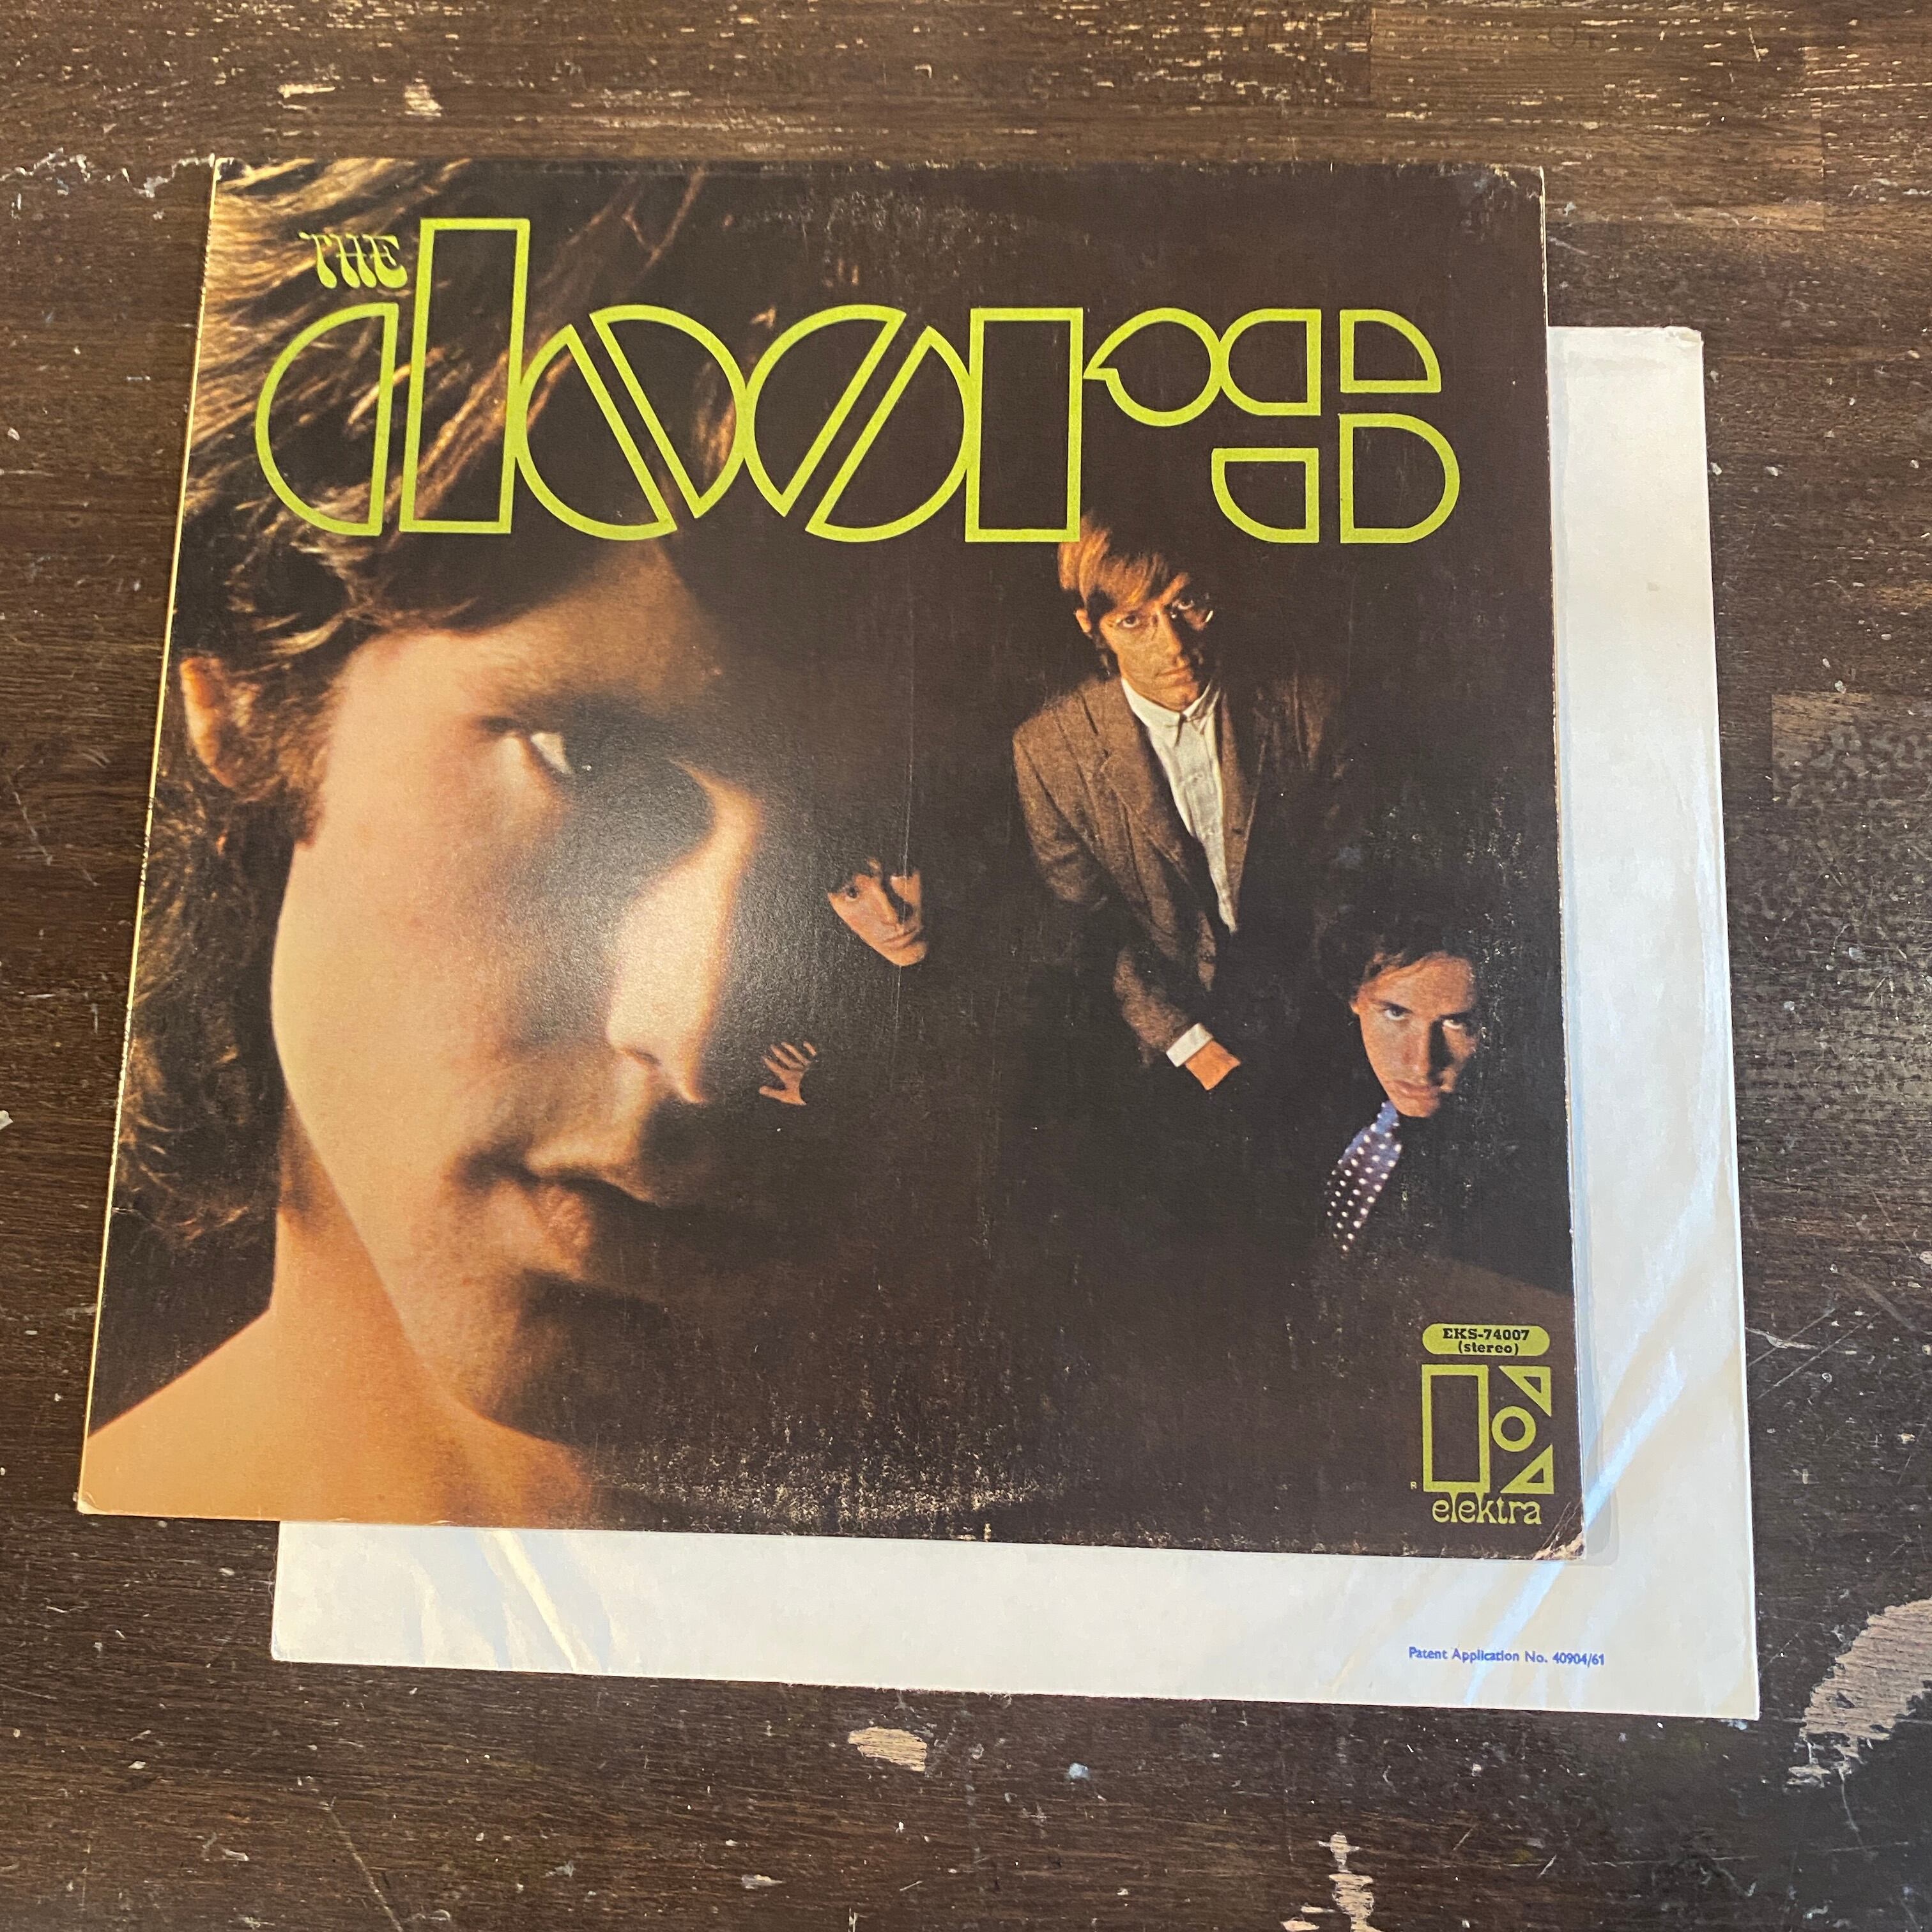 THE
doors
EKS-74007
(stereo)
R
elektra
Patent Application No. 40904/61